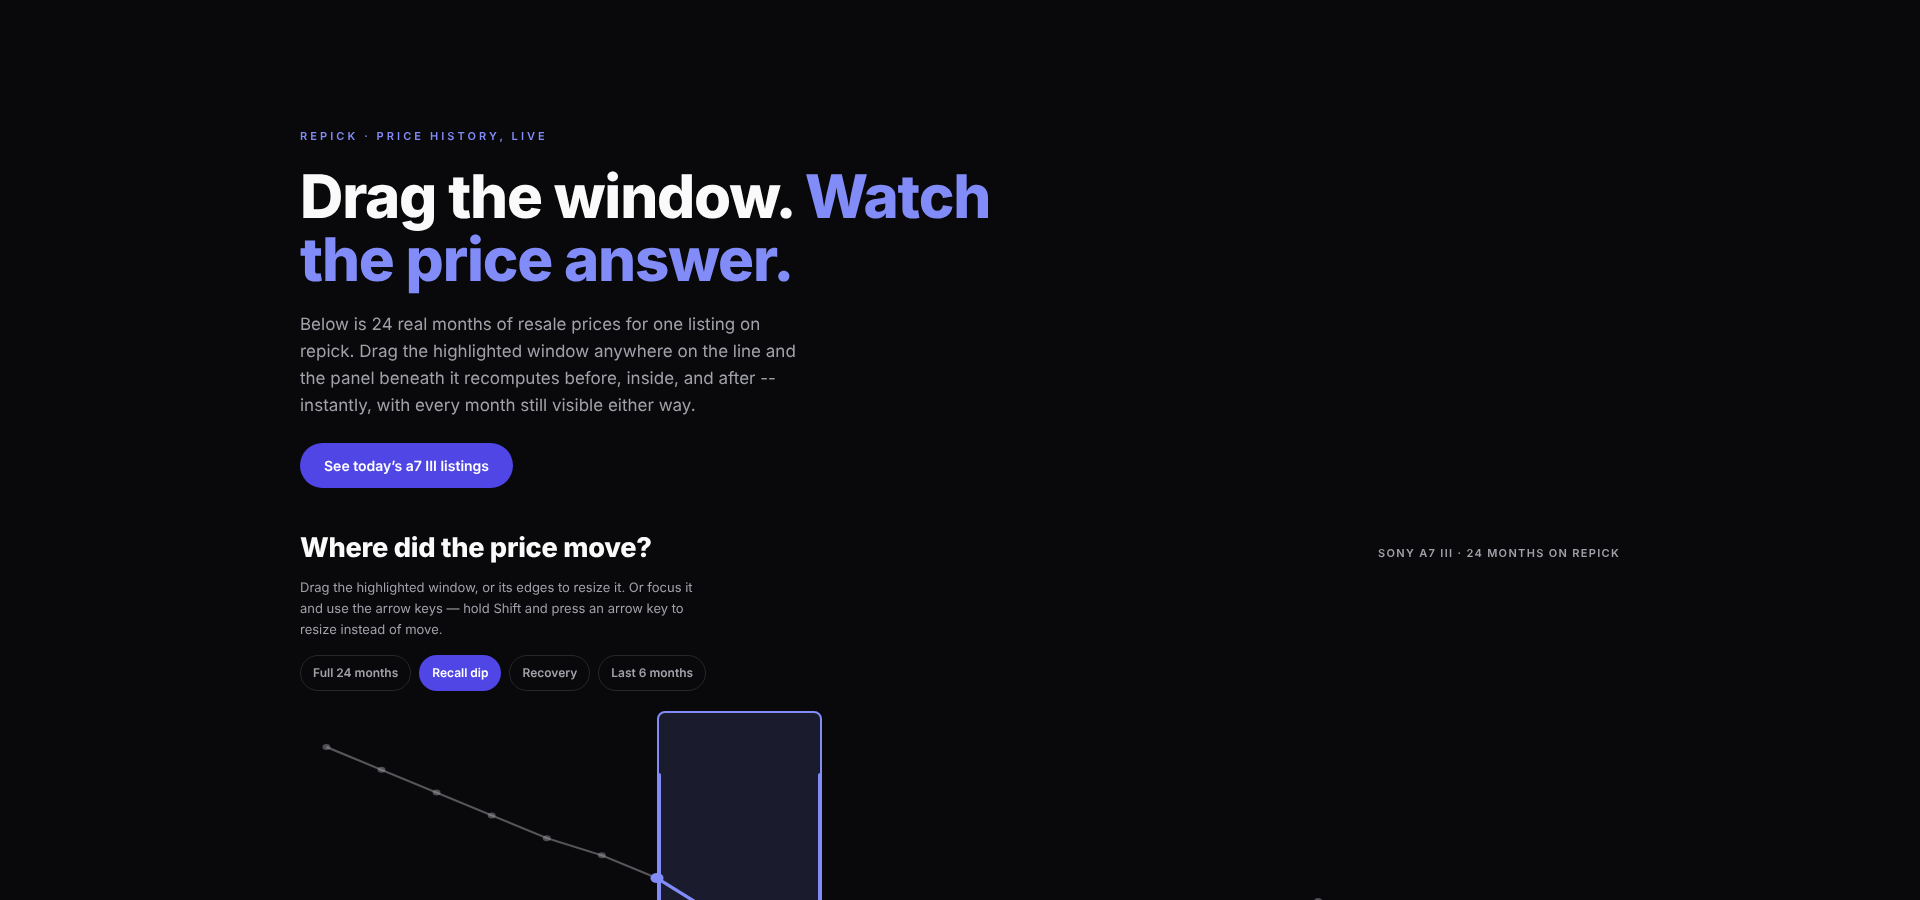 REPICK · PRICE HISTORY, LIVE
Drag the window. Watch
the price answer.
Below is 24 real months of resale prices for one listing on
repick. Drag the highlighted window anywhere on the line and
the panel beneath it recomputes before, inside, and after --
instantly, with every month still visible either way.
See today’s a7 III listings
Where did the price move?
SONY A7 III · 24 MONTHS ON REPICK
Drag the highlighted window, or its edges to resize it. Or focus it
and use the arrow keys — hold Shift and press an arrow key to
resize instead of move.
Full 24 months
Recall dip
Recovery
Last 6 months